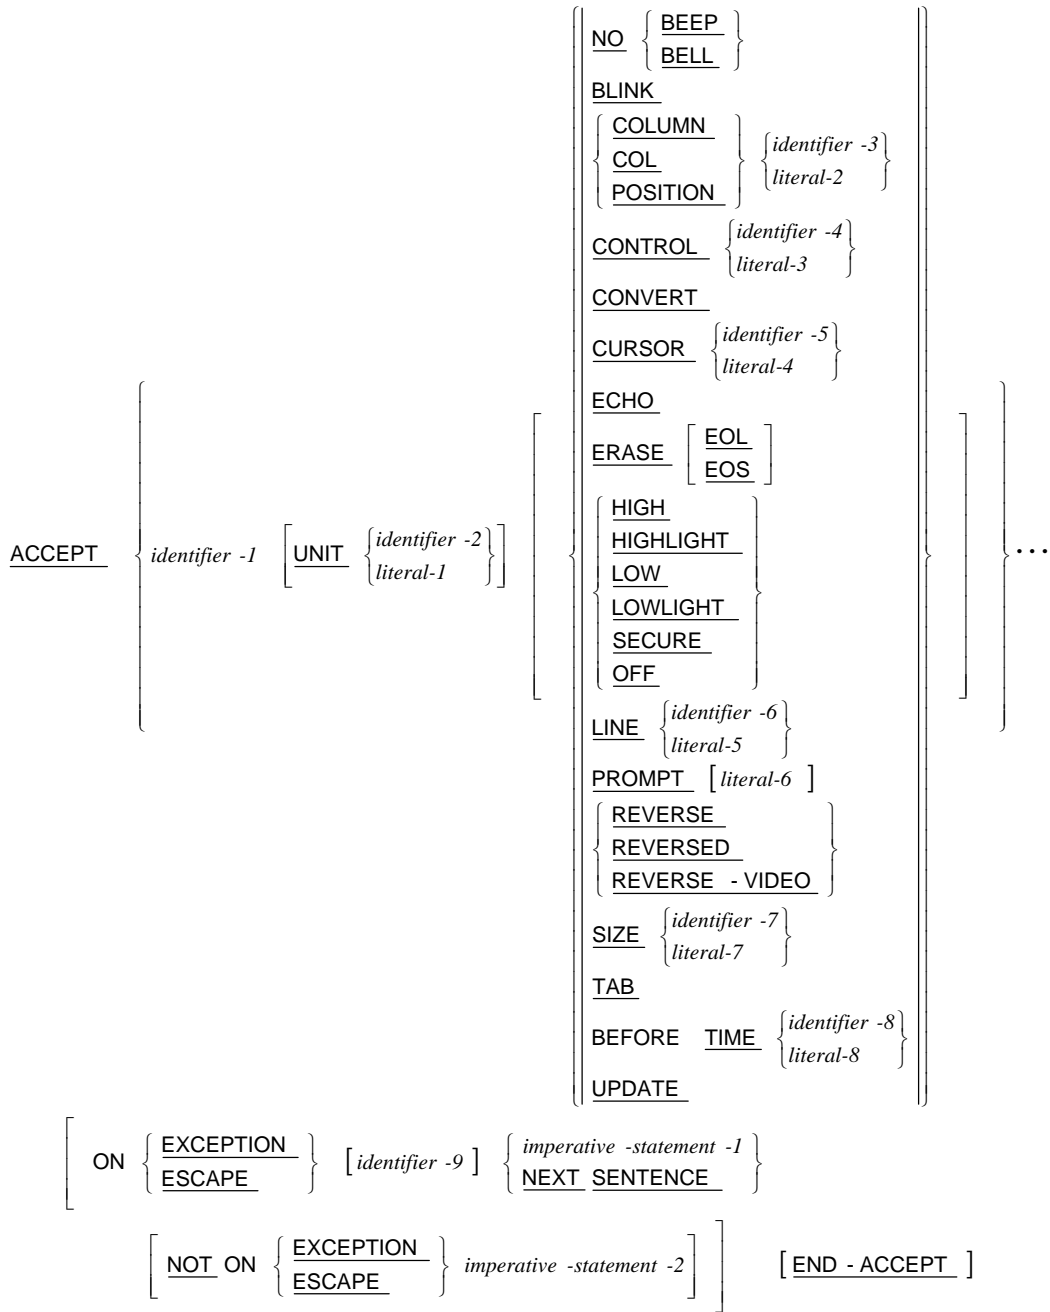 NO BEEP
BELL
BLINK
COLUMN
COL
POSITION
identifier -3
literal-2
CONTROL identifier -4
literal-3
CONVERT
CURSOR identifier -5
literal-4
ECHO
ERASE [ EOL
EOS ]
ACCEPT identifier -1 [ UNIT identifier -2
literal-1 ]
HIGH
HIGHLIGHT
LOW
LOWLIGHT
SECURE
OFF
...
LINE identifier -6
literal-5
PROMPT [ literal-6 ]
REVERSE
REVERSED
REVERSE - VIDEO
SIZE identifier -7
literal-7
TAB
BEFORE TIME identifier -8
literal-8
UPDATE
ON EXCEPTION
ESCAPE
[ identifier -9 ]
imperative -statement -1
NEXT SENTENCE
NOT ON EXCEPTION
ESCAPE
imperative -statement -2
[ END - ACCEPT ]